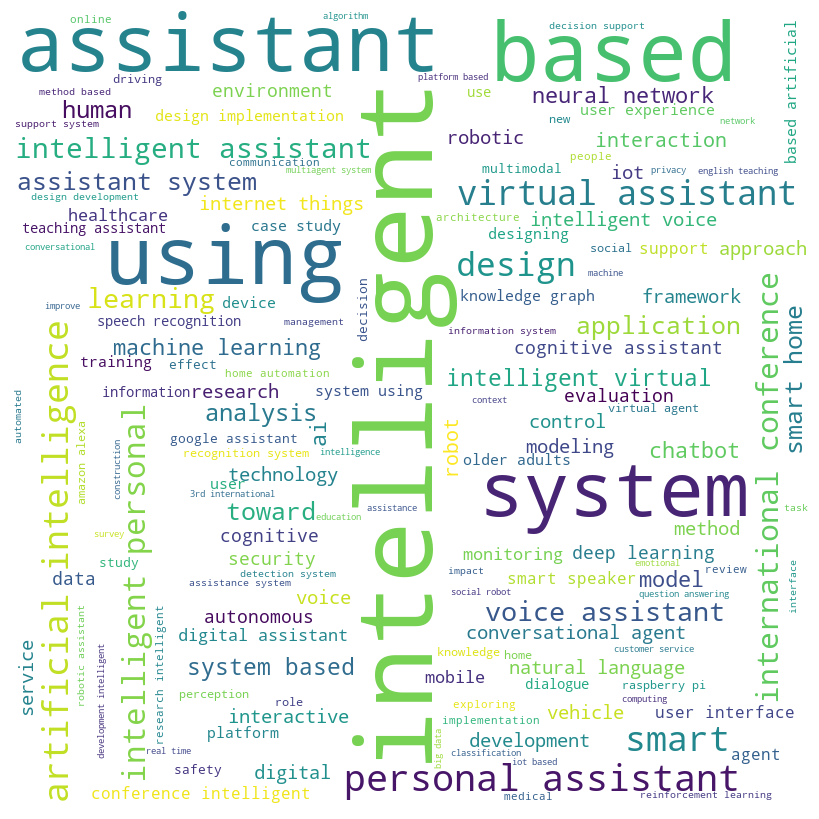 online
algorithm
decision support
assistant
based
driving
platform based
method based
environment
use
neural network
based artificial
human
design implementation
user experience
support system
new
network
robotic
interaction
intelligent assistant
communication
people
multiagent system
multimodal
iot
privacy
english teaching
assistant system
virtual assistant
design development
internet things
healthcare
architecture
intelligent voice
teaching assistant
case study
designing
conversational
using
intelligent
social
support
approach
design
machine
learning
device
knowledge graph
framework
improve
speech recognition
management
decision
information system
application
machine learning
cognitive assistant
smart home
training
effect
home automation
intelligent virtual
context
information
research
system using
evaluation
virtual agent
automated
analysis
ai
control
google assistant
modeling
chatbot
recognition system
intelligence
robot
older adults
amazon alexa
construction
technology
user
3rd international
system
international conference
toward
education
assistance
task
method
survey
cognitive
study
security
monitoring
deep learning
emotional
detection system
impact
review
data
assistance system
smart speaker
model
interface
artificial intelligence
intelligent personal
voice
social robot
question answering
autonomous
voice assistant
robotic assistant
research intelligent
digital assistant
conversational agent
service
customer service
development intelligent
system based
knowledge
home
natural language
mobile
dialogue
raspberry pi
perception
role
exploring
computing
interactive
implementation
vehicle
user interface
platform
development
smart
real time
big data
classification
agent
safety
digital
iot based
personal assistant
conference intelligent
medical
reinforcement learning